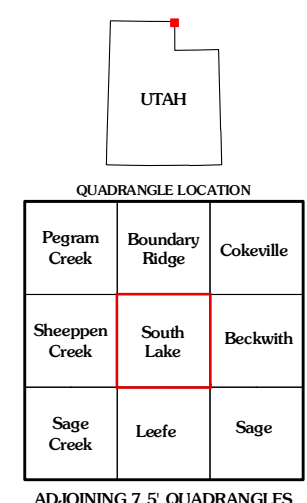 UTAH
QUADRANGLE LOCATION
Pegram Boundary Cokeville
Creek Ridge
Sheeppen South Beckwith
Creek Lake
Sage Leefe Sage
Creek
ADJOINING 7.5' QUADRANGLES